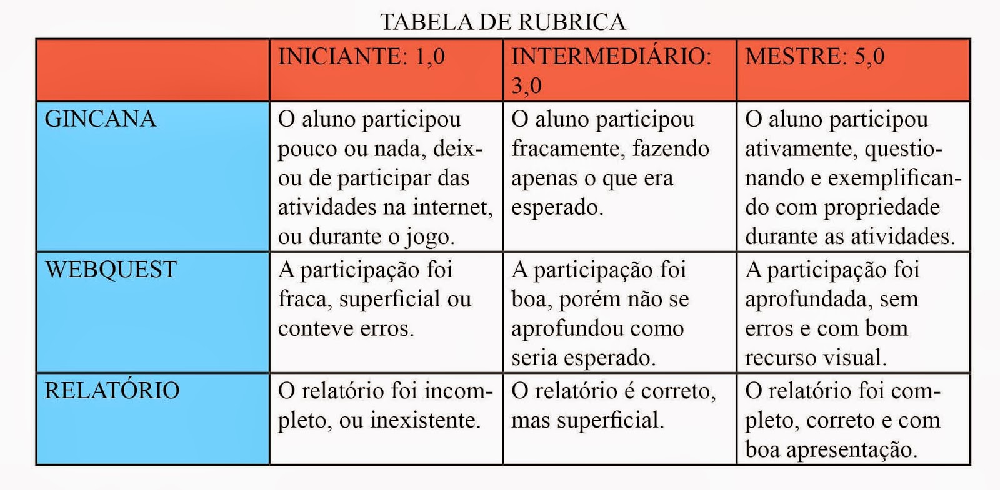 TABELA DE RUBRICA
INICIANTE: 1,0
INTERMEDIÁRIO:
3,0
MESTRE: 5,0
GINCANA
O aluno participou
pouco ou nada, deix-
ou de participar das
atividades na internet,
ou durante o jogo.
O aluno participou
fracamente, fazendo
apenas o que era
esperado.
O aluno participou
ativamente, questio-
nando e exemplifican-
do com propriedade
durante as atividades.
WEBQUEST
A participação foi
fraca, superficial ou
conteve erros.
A participação foi
boa, porém não se
aprofundou como
seria esperado.
A participação foi
aprofundada, sem
erros e com bom
recurso visual.
RELATÓRIO
O relatório foi incom-
pleto, ou inexistente.
O relatório é correto,
mas superficial.
O relatório foi com-
pleto, correto e com
boa apresentação.